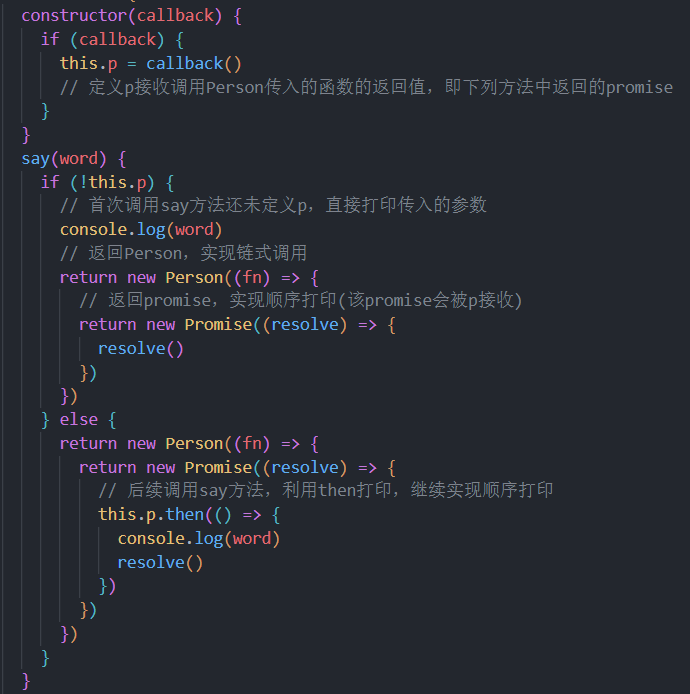 constructor(callback) {
if (callback) {
this.p = callback()
// 定义p接收调用Person传入的函数的返回值，即下列方法中返回的promise
}
}
say(word) {
if (!this.p) {
// 首次调用say方法还未定义p，直接打印传入的参数
console.log(word)
// 返回Person，实现链式调用
return new Person((fn) => {
// 返回promise，实现顺序打印(该promise会被p接收)
return new Promise((resolve) => {
resolve()
})
})
} else {
return new Person((fn) => {
return new Promise((resolve) => {
// 后续调用say方法，利用then打印，继续实现顺序打印
this.p.then(() => {
console.log(word)
resolve()
})
})
})
}
}